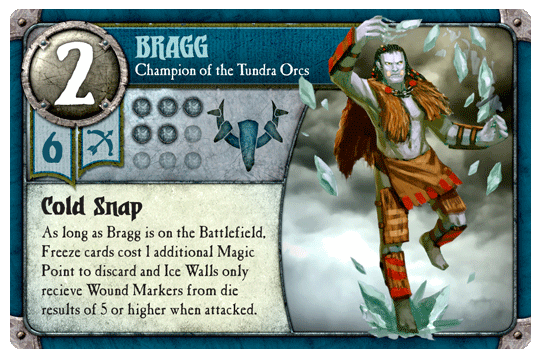 2
BRAGG
Champion of the Tundra Orcs
6
Cold Snap
As long as Bragg is on the Battlefield,
Freeze cards cost 1 additional Magic
Point to discard and Ice Walls only
recieve Wound Markers from die
results of 5 or higher when attacked.